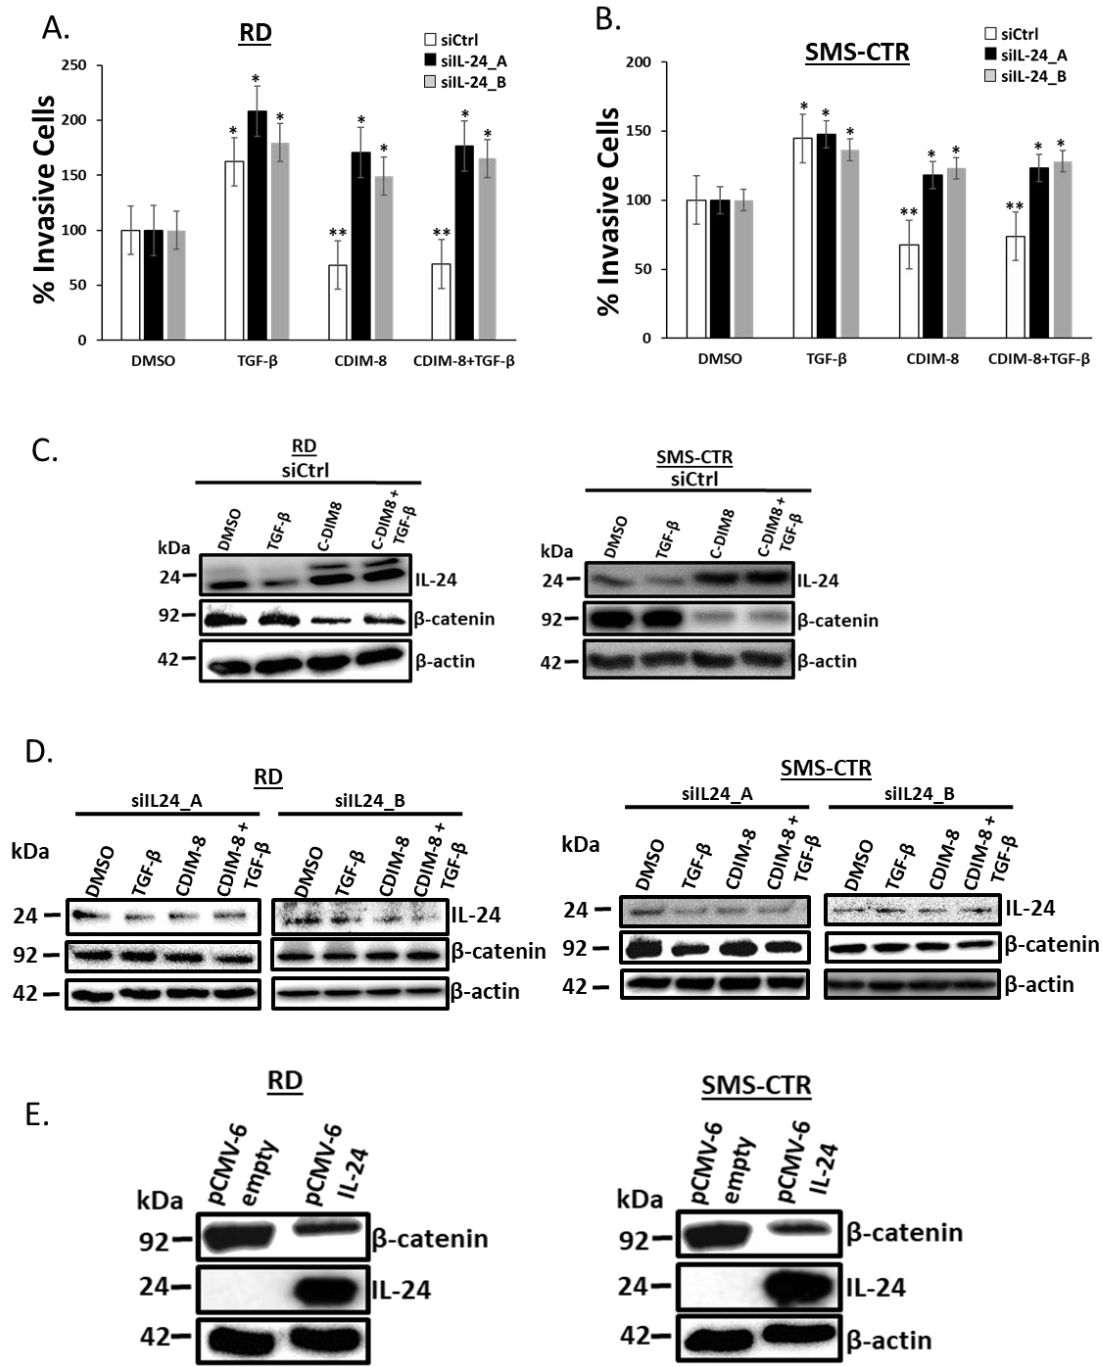 A.
RD
siCtrl
siIL-24_A
siIL-24_B
% Invasive Cells
250
200
150
100
50
0
* * *
** * *
** * *
DMSO TGF-β CDIM-8 CDIM-8+TGF-β
B.
SMS-CTR
siCtrl
siIL-24_A
siIL-24_B
% Invasive Cells
200
150
100
50
0
* * *
** * *
** * *
DMSO TGF-β CDIM-8 CDIM-8+TGF-β
C.
RD
siCtrl
DMSO
TGF-β
C-DIM8
C-DIM8+
TGF-β
kDa
24 IL-24
92 β-catenin
42 β-actin
SMS-CTR
siCtrl
DMSO
TGF-β
C-DIM8
C-DIM8+
TGF-β
kDa
24 IL-24
92 β-catenin
42 β-actin
D.
RD
siIL24_A siIL24_B
kDa
DMSO
TGF-β
CDIM-8
CDIM-8+
TGF-β
DMSO
TGF-β
CDIM-8
CDIM-8+
TGF-β
24 IL-24
92 β-catenin
42 β-actin
SMS-CTR
siIL24_A siIL24_B
kDa
DMSO
TGF-β
CDIM-8
CDIM-8+
TGF-β
DMSO
TGF-β
CDIM-8
CDIM-8+
TGF-β
24 IL-24
92 β-catenin
42 β-actin
E.
RD
pCMV-6
empty
pCMV-6
IL-24
kDa
92 β-catenin
24 IL-24
42
SMS-CTR
pCMV-6
empty
pCMV-6
IL-24
kDa
92 β-catenin
24 IL-24
42 β-actin